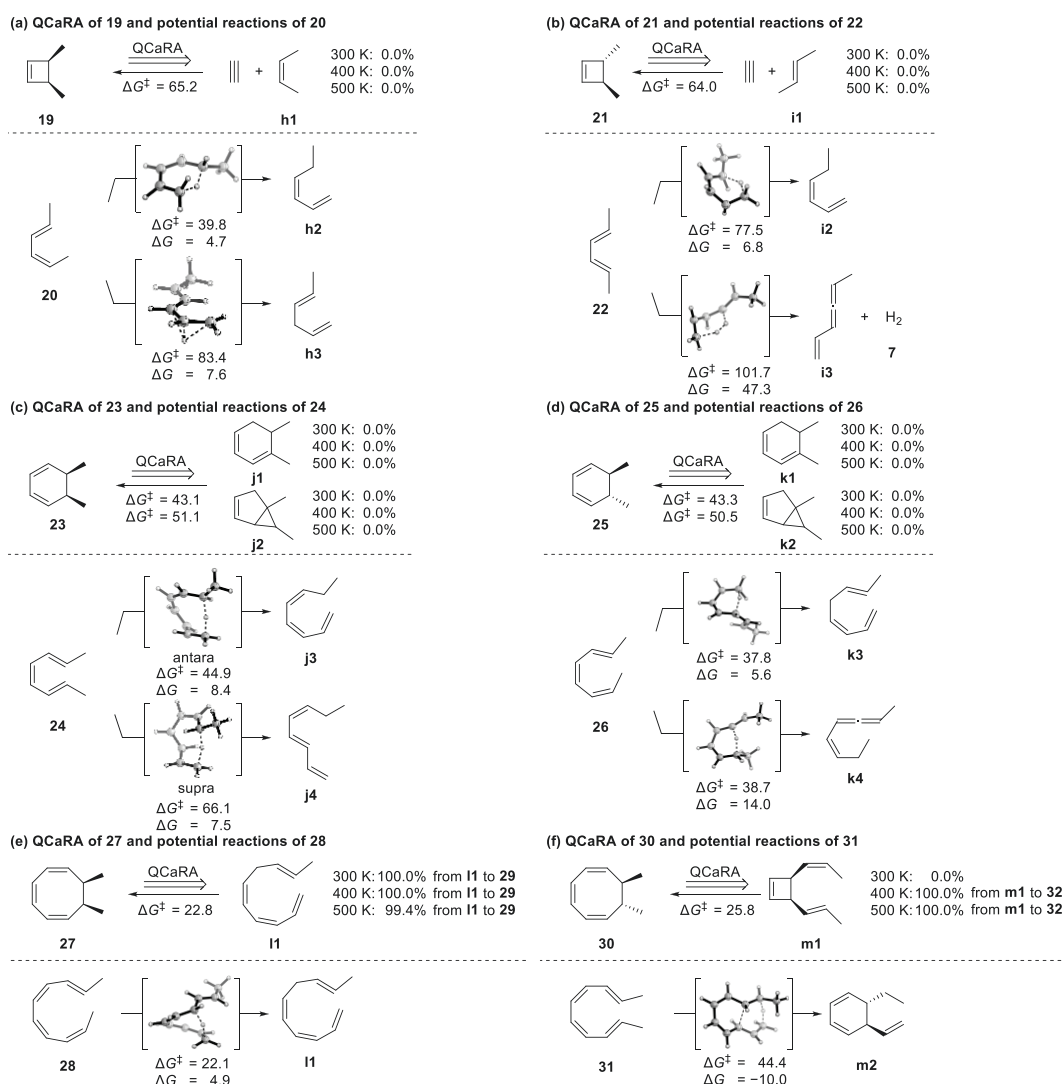 (a) QCaRA of 19 and potential reactions of 20
QCaRA
ΔG‡ = 65.2
+
300 K: 0.0%
400 K: 0.0%
500 K: 0.0%
19
h1
ΔG‡ = 39.8
ΔG = 4.7
h2
20
ΔG‡ = 83.4
ΔG = 7.6
h3
(b) QCaRA of 21 and potential reactions of 22
QCaRA
ΔG‡ = 64.0
+
300 K: 0.0%
400 K: 0.0%
500 K: 0.0%
21
i1
ΔG‡ = 77.5
ΔG = 6.8
i2
22
ΔG‡ = 101.7
ΔG = 47.3
i3
+ H2
7
(c) QCaRA of 23 and potential reactions of 24
QCaRA
ΔG‡ = 43.1
ΔG‡ = 51.1
23
j1
300 K: 0.0%
400 K: 0.0%
500 K: 0.0%
j2
300 K: 0.0%
400 K: 0.0%
500 K: 0.0%
antara
ΔG‡ = 44.9
ΔG = 8.4
j3
24
supra
ΔG‡ = 66.1
ΔG = 7.5
j4
(d) QCaRA of 25 and potential reactions of 26
QCaRA
ΔG‡ = 43.3
ΔG‡ = 50.5
25
k1
300 K: 0.0%
400 K: 0.0%
500 K: 0.0%
k2
300 K: 0.0%
400 K: 0.0%
500 K: 0.0%
ΔG‡ = 37.8
ΔG = 5.6
k3
26
ΔG‡ = 38.7
ΔG = 14.0
k4
(e) QCaRA of 27 and potential reactions of 28
QCaRA
ΔG‡ = 22.8
300 K: 100.0% from l1 to 29
400 K: 100.0% from l1 to 29
500 K: 99.4% from l1 to 29
27
l1
28
ΔG‡ = 22.1
ΔG = 4.9
l1
(f) QCaRA of 30 and potential reactions of 31
QCaRA
ΔG‡ = 25.8
300 K: 0.0%
400 K: 100.0% from m1 to 32
500 K: 100.0% from m1 to 32
30
m1
31
ΔG‡ = 44.4
ΔG = −10.0
m2